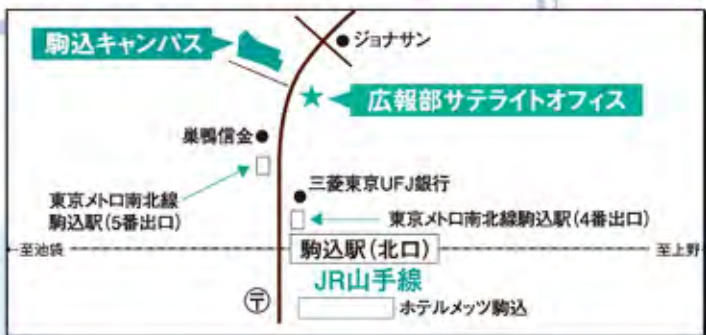 駒込キャンパス
ジョナサン
広報部サテライトオフィス
巣鴨信金
三菱東京UFJ銀行
東京メトロ南北線
駒込駅(5番出口)
東京メトロ南北線駒込駅(4番出口)
至池袋
駒込駅(北口)
至上野
JR山手線
〒
ホテルメッツ駒込